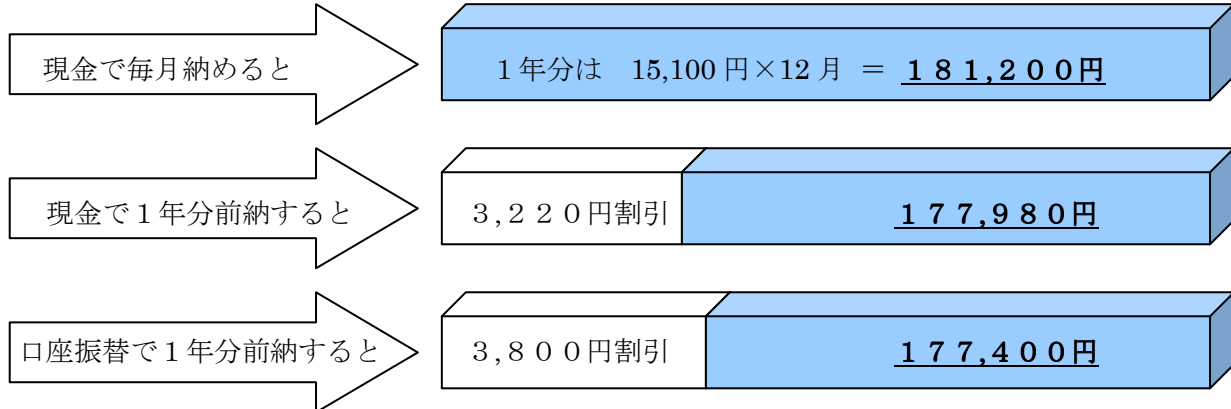 現金で毎月納めると
1年分は　15,100円×12月 = 181,200円
現金で1年分前納すると
3,220円割引
177,980円
口座振替で1年分前納すると
3,800円割引
177,400円